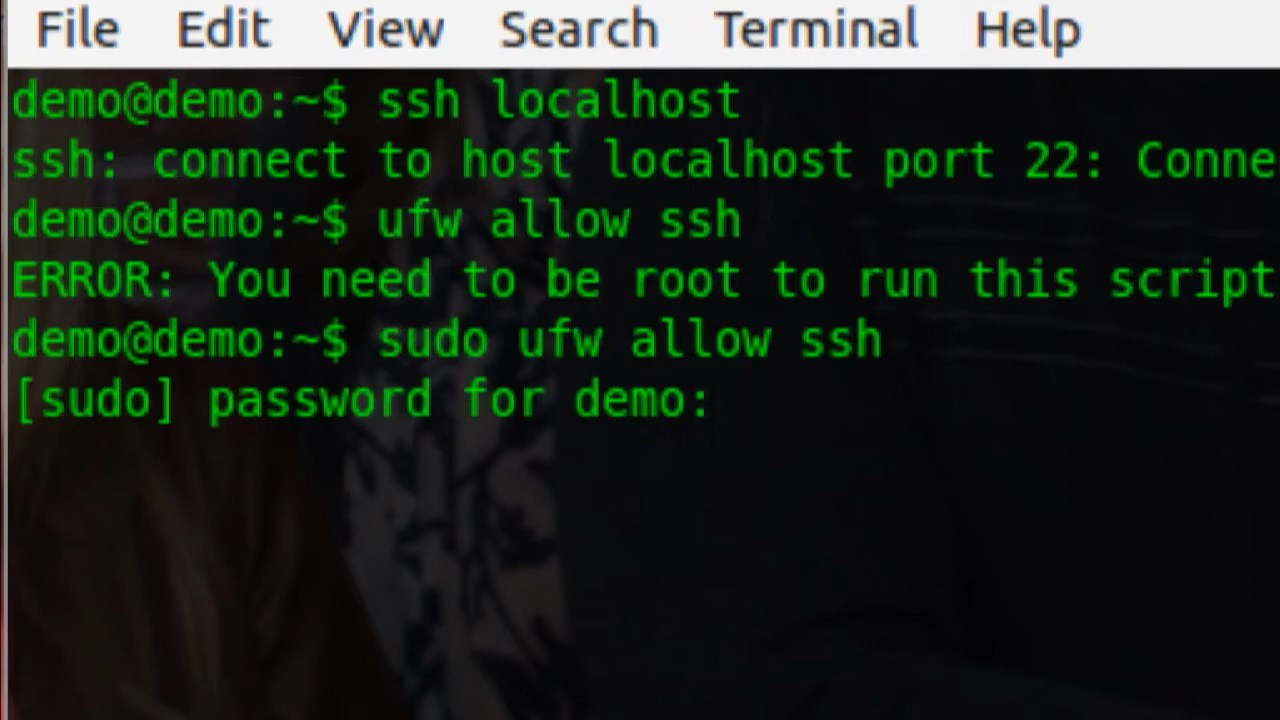 File Edit View Search Terminal Help
demo@demo:~$ ssh localhost
ssh: connect to host localhost port 22: Conne
demo@demo:~$ ufw allow ssh
ERROR: You need to be root to run this script
demo@demo:~$ sudo ufw allow ssh
[sudo] password for demo: